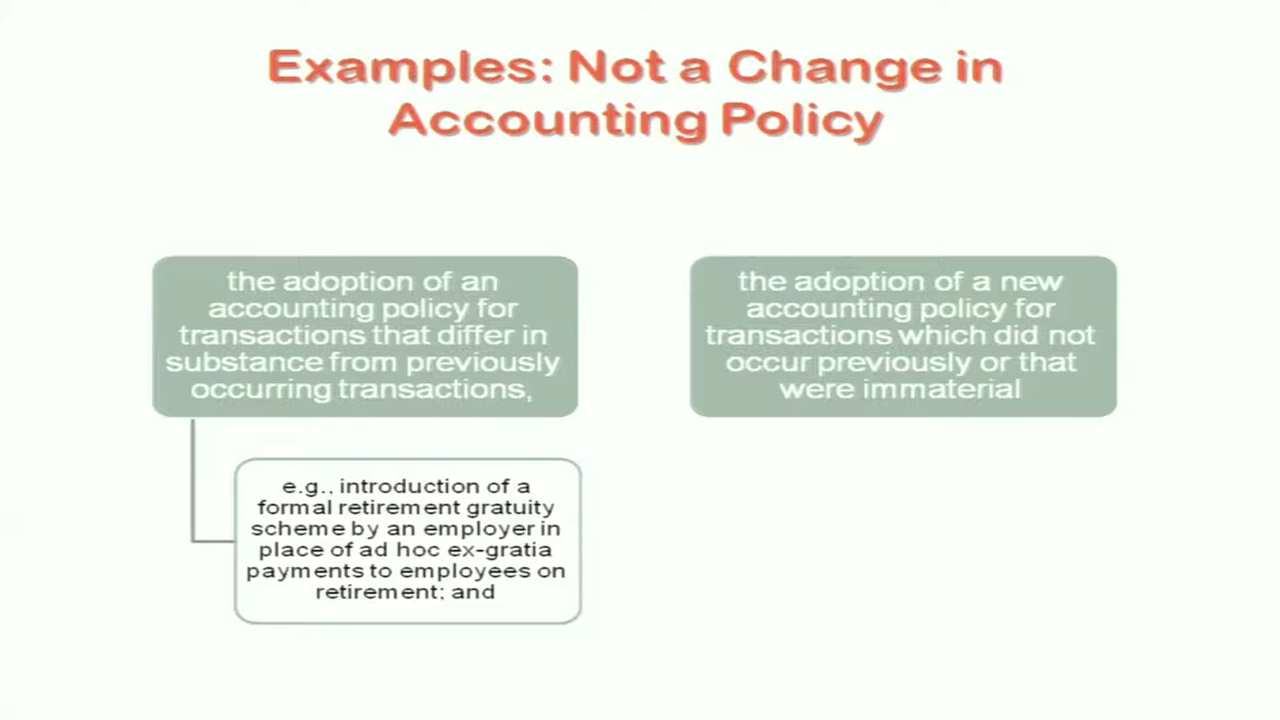 Examples: Not a Change in
Accounting Policy
the adoption of an
accounting policy for
transactions that differ in
substance from previously
occurring transactions,
e.g., introduction of a
formal retirement gratuity
scheme by an employer in
place of ad hoc ex-gratia
payments to employees on
retirement; and
the adoption of a new
accounting policy for
transactions which did not
occur previously or that
were immaterial